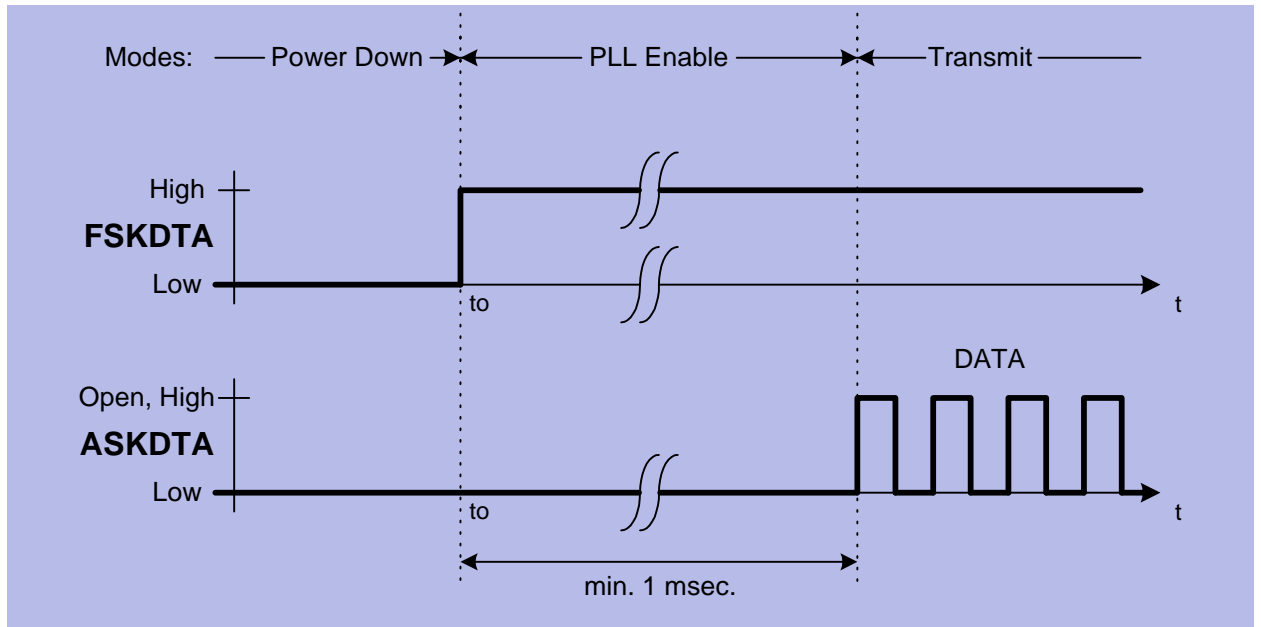 Modes: Power Down PLL Enable Transmit
High
FSKDTA
Low
to
t
DATA
Open, High
ASKDTA
Low
to
t
min. 1 msec.